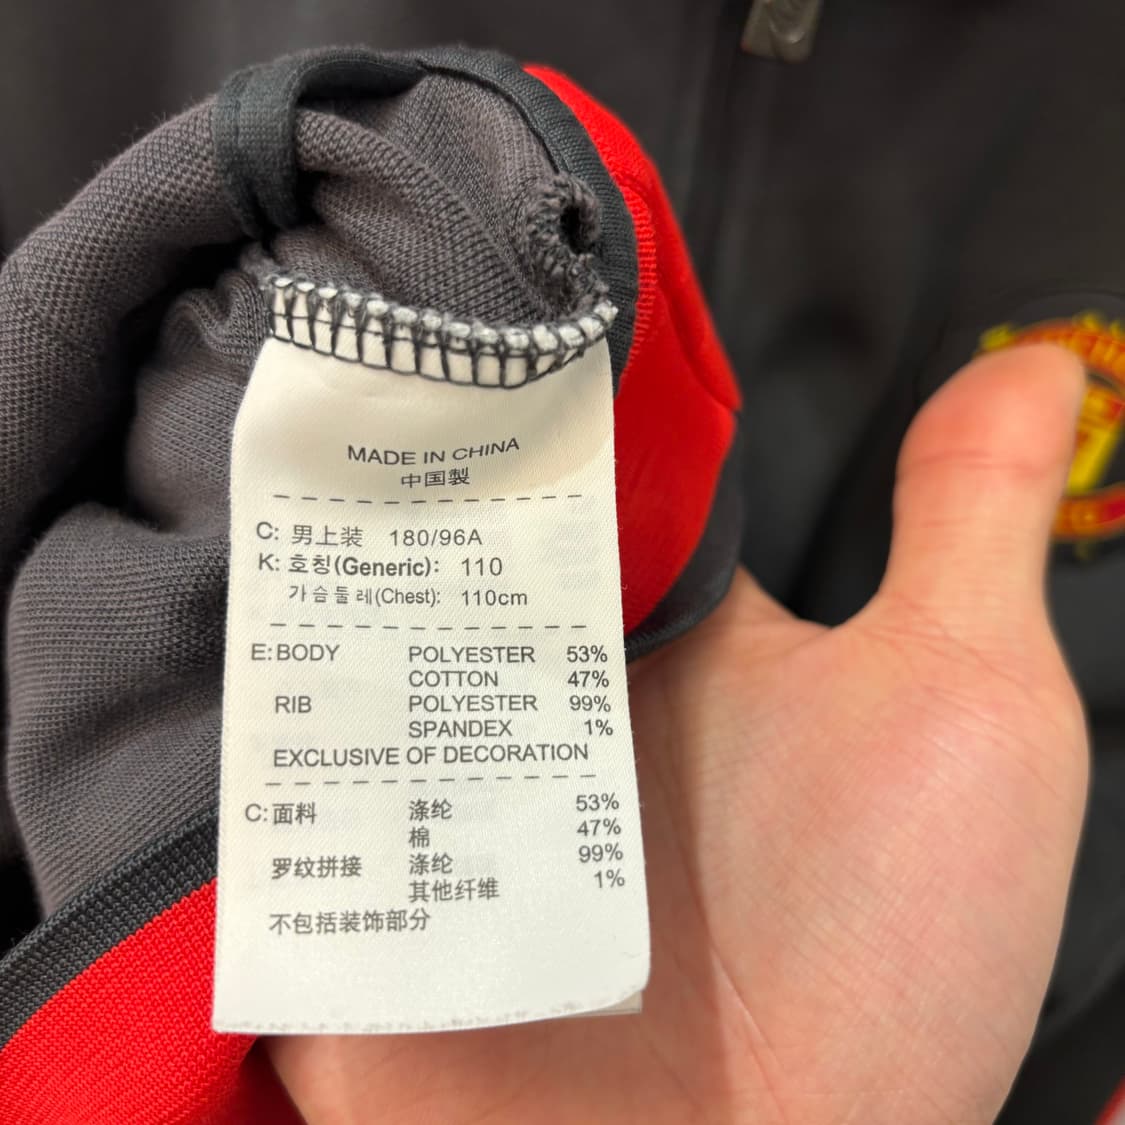 MADE IN CHINA
中国製
C: 男上装 180/96A
K: 호칭(Generic): 110
가슴둘레(Chest): 110cm
E: BODY POLYESTER 53%
COTTON 47%
RIB POLYESTER 99%
SPANDEX 1%
EXCLUSIVE OF DECORATION
C: 面料 涤纶 53%
棉 47%
罗纹拼接 涤纶 99%
其他纤维 1%
不包括装饰部分